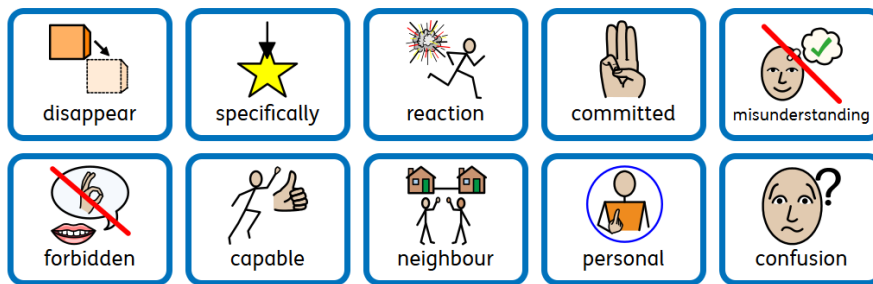 disappear
specifically
reaction
committed
misunderstanding
forbidden
capable
neighbour
personal
confusion